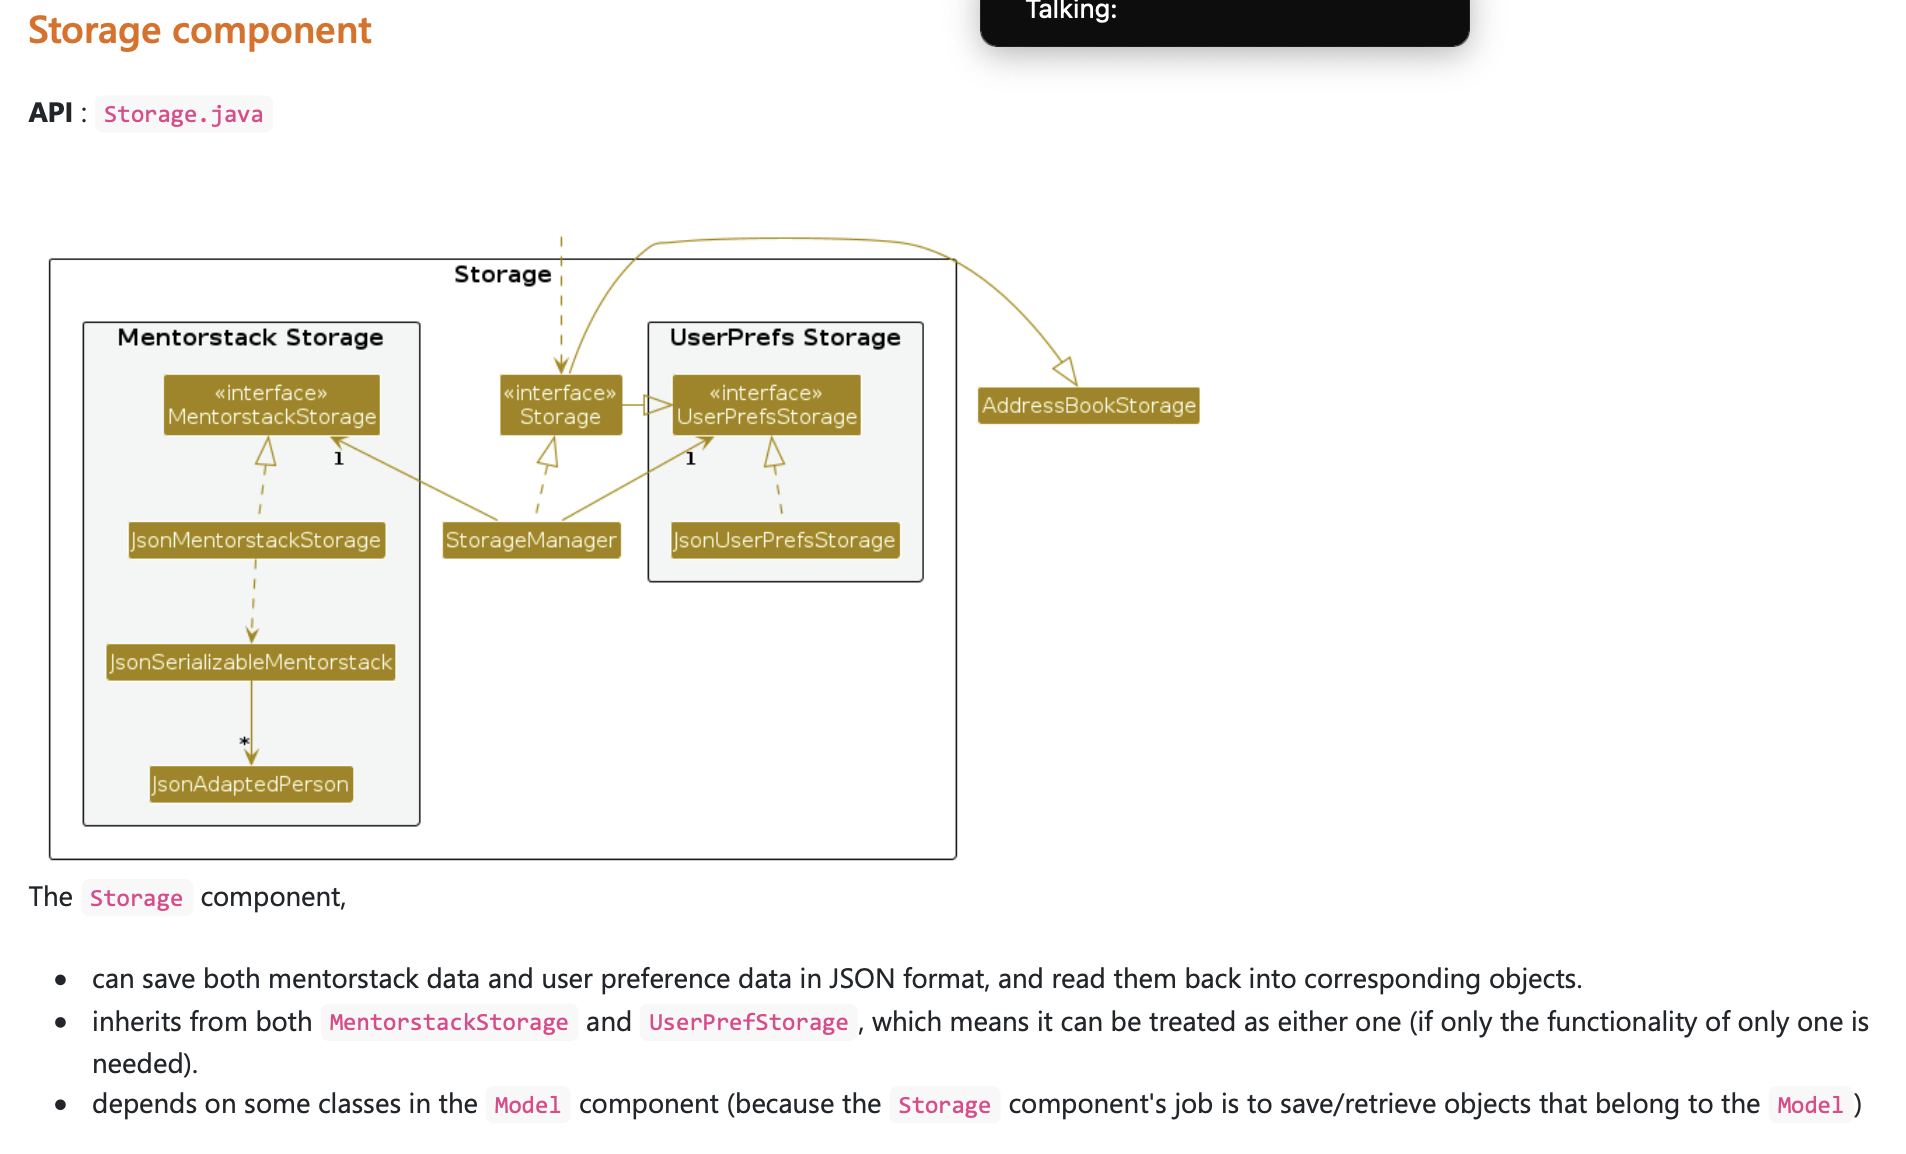 Talking:
Storage component
API : Storage.java
Storage
Mentorstack Storage
UserPrefs Storage
«interface»
MentorstackStorage
«interface»
Storage
«interface»
UserPrefsStorage
AddressBookStorage
1
1
JsonMentorstackStorage
StorageManager
JsonUserPrefsStorage
JsonSerializableMentorstack
*
JsonAdaptedPerson
The Storage component,
• can save both mentorstack data and user preference data in JSON format, and read them back into corresponding objects.
• inherits from both MentorstackStorage and UserPrefStorage , which means it can be treated as either one (if only the functionality of only one is
needed).
• depends on some classes in the Model component (because the Storage component's job is to save/retrieve objects that belong to the Model )